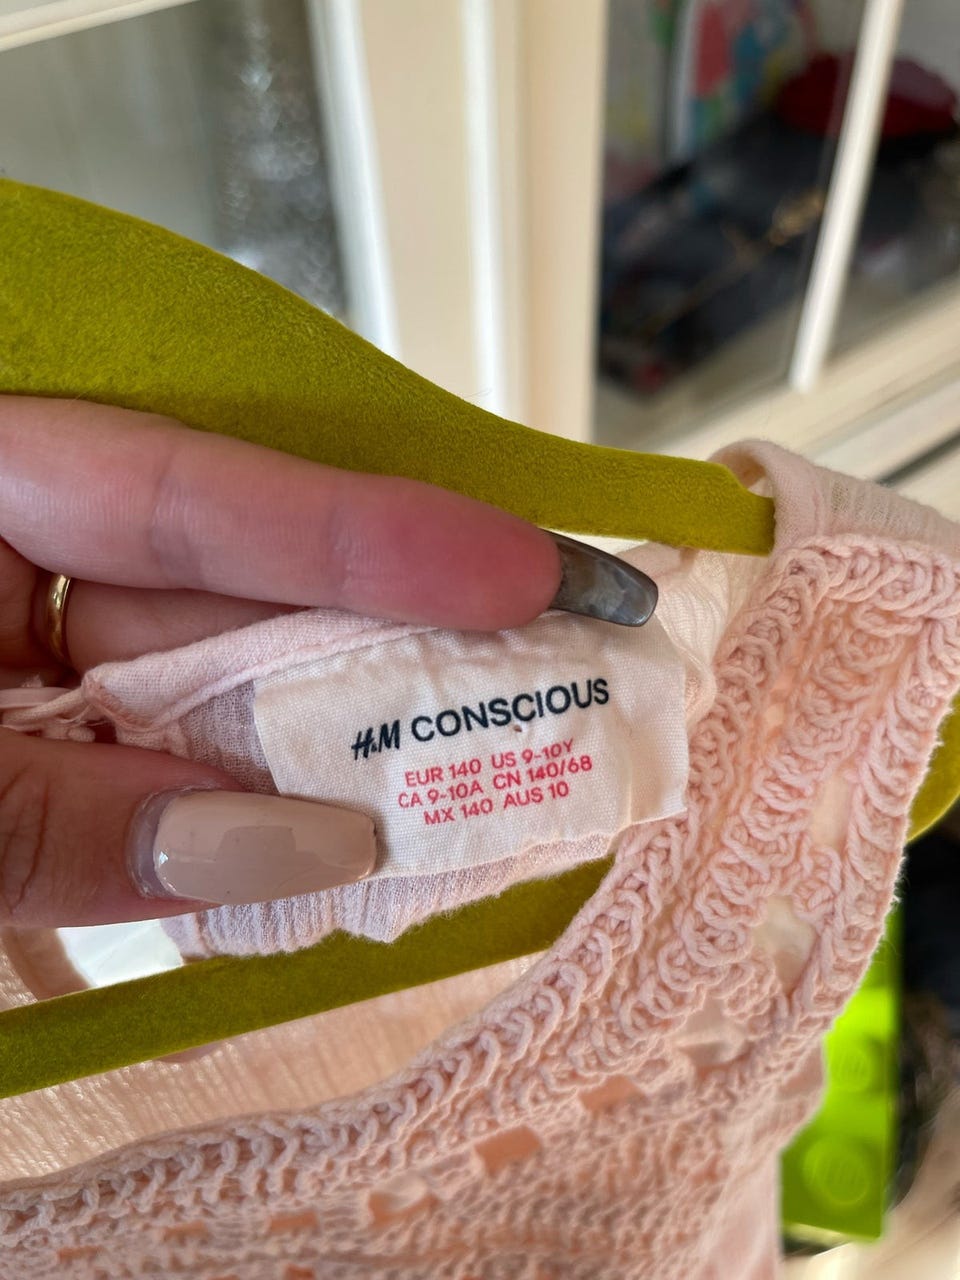 H&M CONSCIOUS
EUR 140 US 9-10Y
CA 9-10A CN 140/68
MX 140 AUS 10